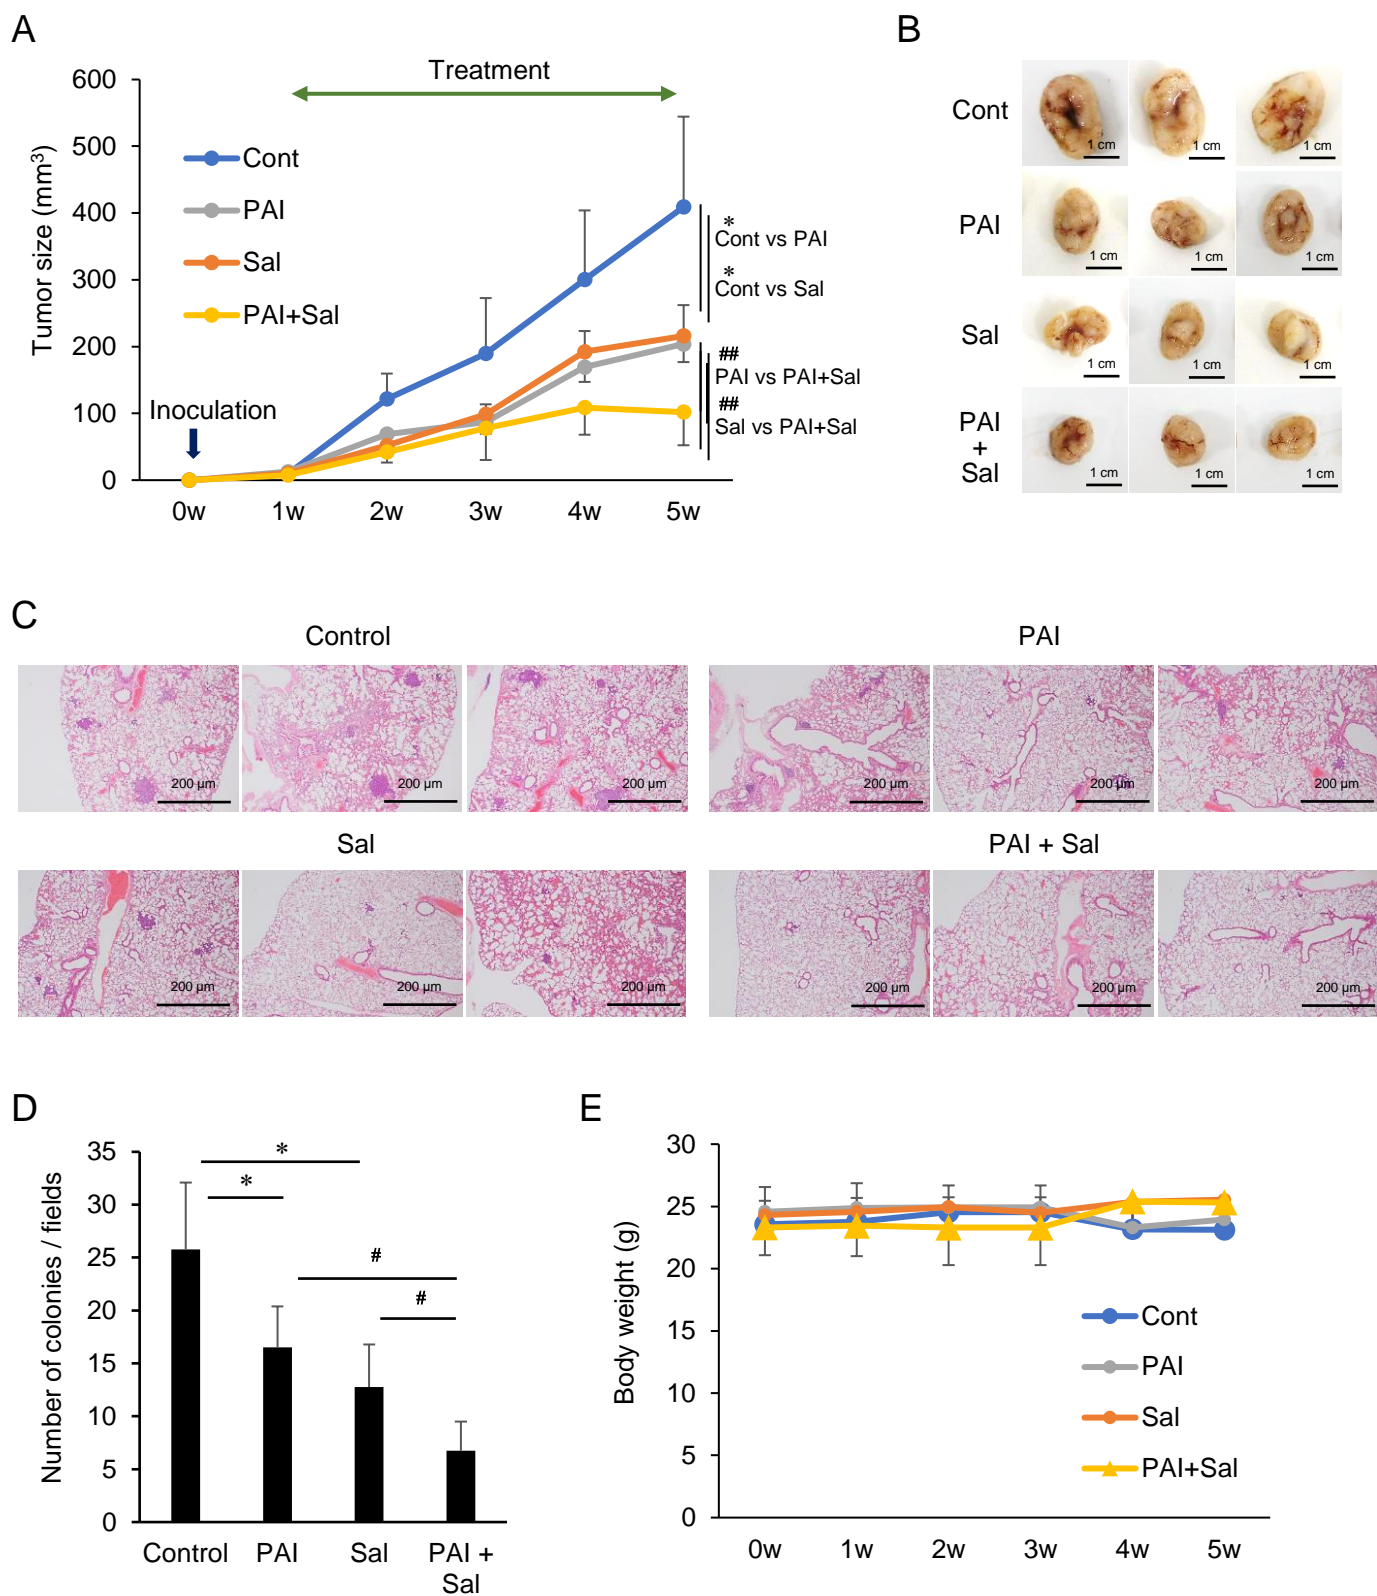 A
Treatment
Tumor size (mm³)
600
500
400
300
200
100
0
Cont
PAI
Sal
PAI+Sal
Inoculation
*
Cont vs PAI
*
Cont vs Sal
##
PAI vs PAI+Sal
##
Sal vs PAI+Sal
0w 1w 2w 3w 4w 5w
B
Cont
1 cm 1 cm 1 cm
PAI
1 cm 1 cm 1 cm
Sal
1 cm 1 cm 1 cm
PAI
+
Sal
1 cm 1 cm 1 cm
C
Control PAI
200 µm 200 µm 200 µm 200 µm 200 µm 200 µm
Sal PAI + Sal
200 µm 200 µm 200 µm 200 µm 200 µm 200 µm
D
Number of colonies / fields
35
30
25
20
15
10
5
0
*
*
#
#
Control PAI Sal PAI +
Sal
E
Body weight (g)
30
25
20
15
10
5
0
Cont
PAI
Sal
PAI+Sal
0w 1w 2w 3w 4w 5w